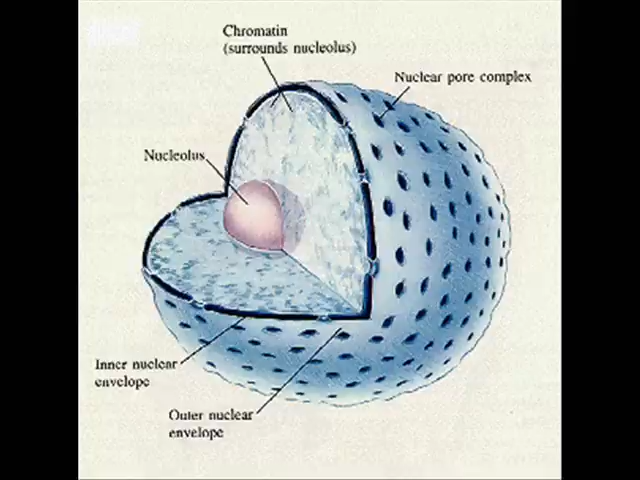 Chromatin
(surrounds nucleolus)
Nuclear pore complex
Nucleolus
Inner nuclear
envelope
Outer nuclear
envelope